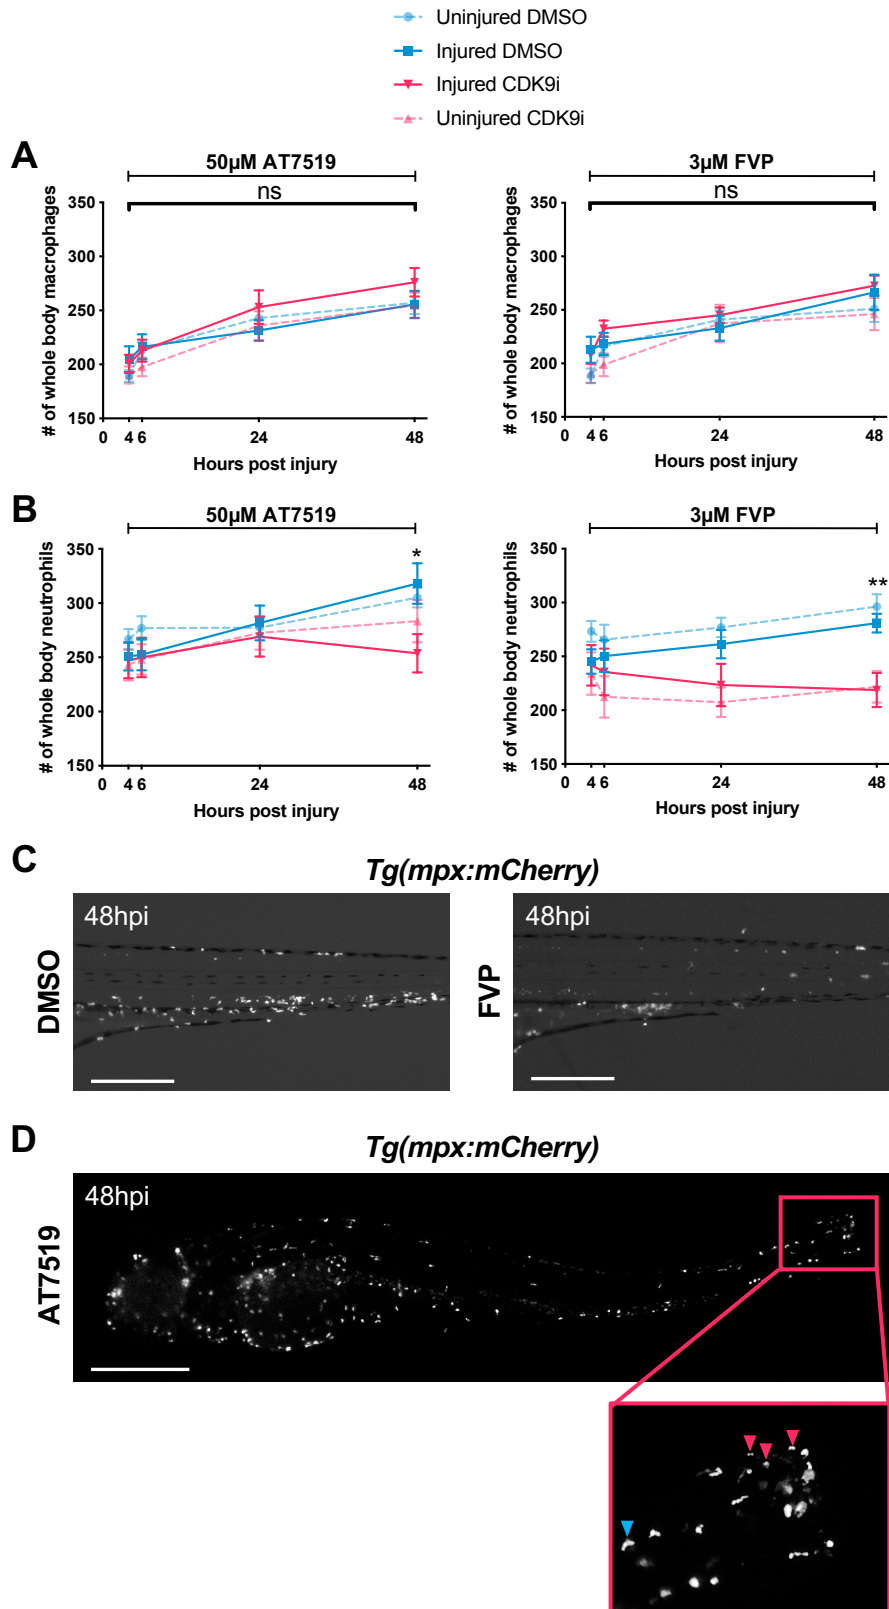 Uninjured DMSO
Injured DMSO
Injured CDK9i
Uninjured CDK9i
A
50µM AT7519
ns
# of whole body macrophages
350
300
250
200
150
0 4 6 24 48
Hours post injury
3µM FVP
ns
# of whole body macrophages
350
300
250
200
150
0 4 6 24 48
Hours post injury
B
50µM AT7519
*
# of whole body neutrophils
350
300
250
200
150
0 4 6 24 48
Hours post injury
3µM FVP
**
# of whole body neutrophils
350
300
250
200
150
0 4 6 24 48
Hours post injury
C
Tg(mpx:mCherry)
DMSO
48hpi
FVP
48hpi
D
Tg(mpx:mCherry)
AT7519
48hpi